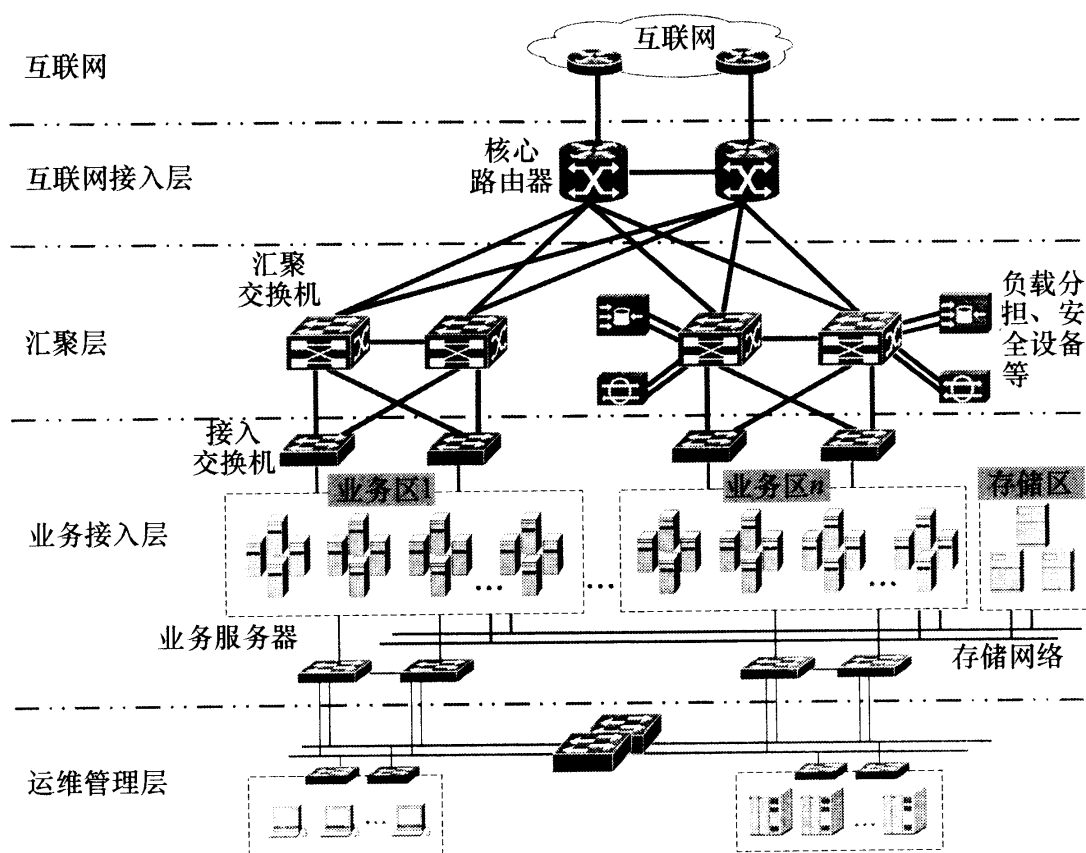 互联网
互联网
核心
路由器
互联网接入层
汇聚
交换机
负载分
担、安
全设备
等
汇聚层
接入
交换机
业务区1
业务区n
存储区
业务接入层
...
...
...
业务服务器
存储网络
运维管理层
...
...